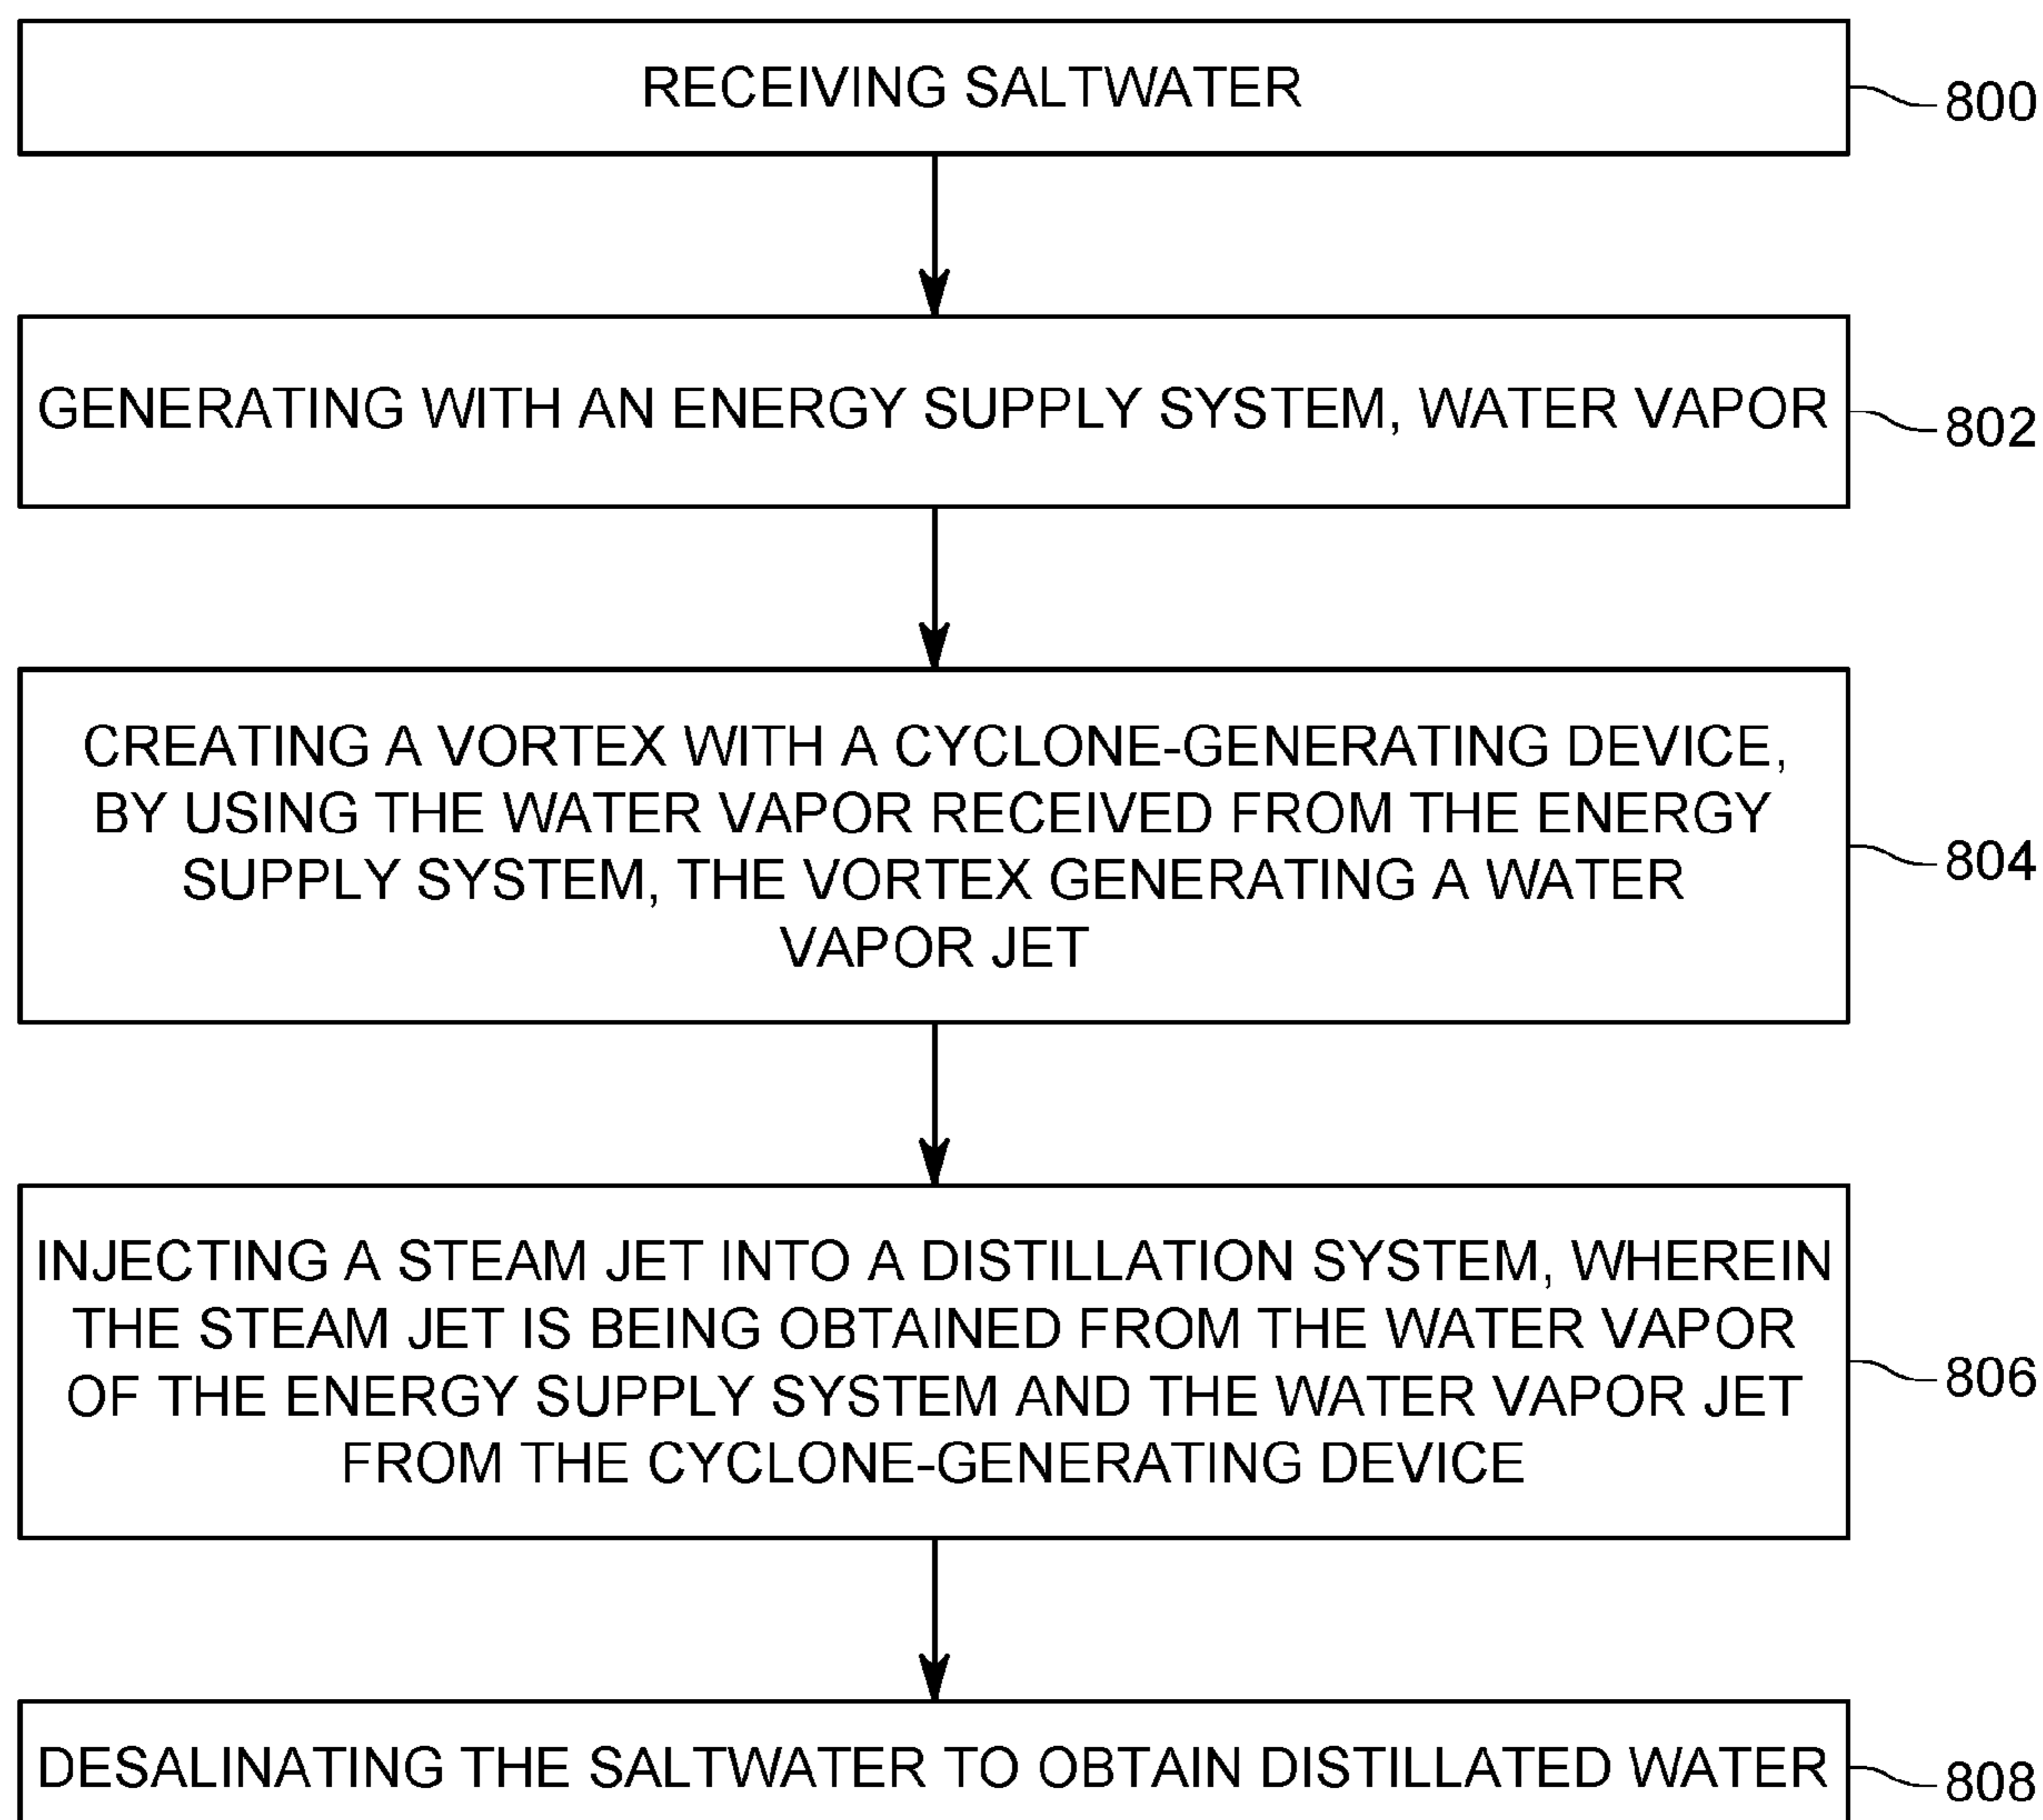 RECEIVING SALTWATER
800
GENERATING WITH AN ENERGY SUPPLY SYSTEM, WATER VAPOR
802
CREATING A VORTEX WITH A CYCLONE-GENERATING DEVICE,
BY USING THE WATER VAPOR RECEIVED FROM THE ENERGY
SUPPLY SYSTEM, THE VORTEX GENERATING A WATER
VAPOR JET
804
INJECTING A STEAM JET INTO A DISTILLATION SYSTEM, WHEREIN
THE STEAM JET IS BEING OBTAINED FROM THE WATER VAPOR
OF THE ENERGY SUPPLY SYSTEM AND THE WATER VAPOR JET
FROM THE CYCLONE-GENERATING DEVICE
806
DESALINATING THE SALTWATER TO OBTAIN DISTILLATED WATER
808